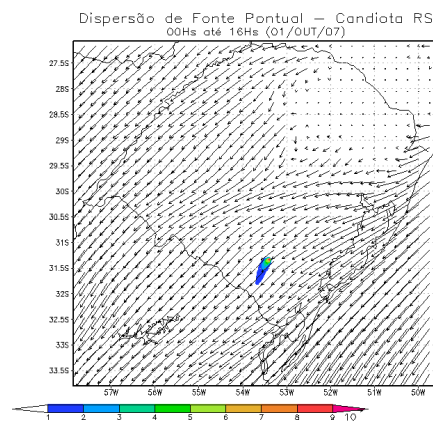 Dispersão de Fonte Pontual – Candiota RS
00Hs até 16Hs (01/OUT/07)
27.5S
28S
28.5S
29S
29.5S
30S
30.5S
31S
31.5S
32S
32.5S
33S
33.5S
57W 56W 55W 54W 53W 52W 51W 50W
1 2 3 4 5 6 7 8 9 10